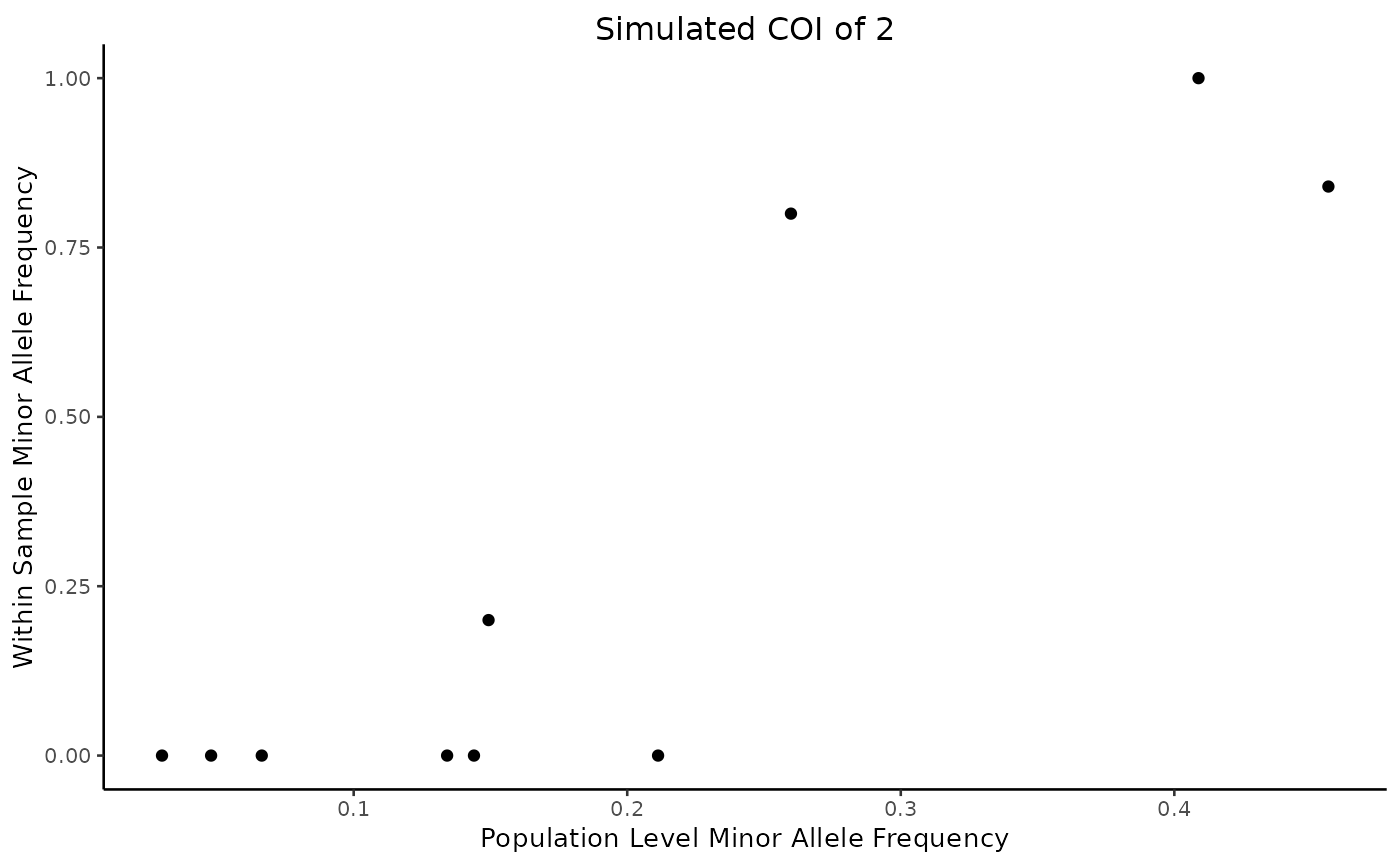 Simulated COI of 2
Within Sample Minor Allele Frequency
1.00
0.75
0.50
0.25
0.00
0.1 0.2 0.3 0.4
Population Level Minor Allele Frequency